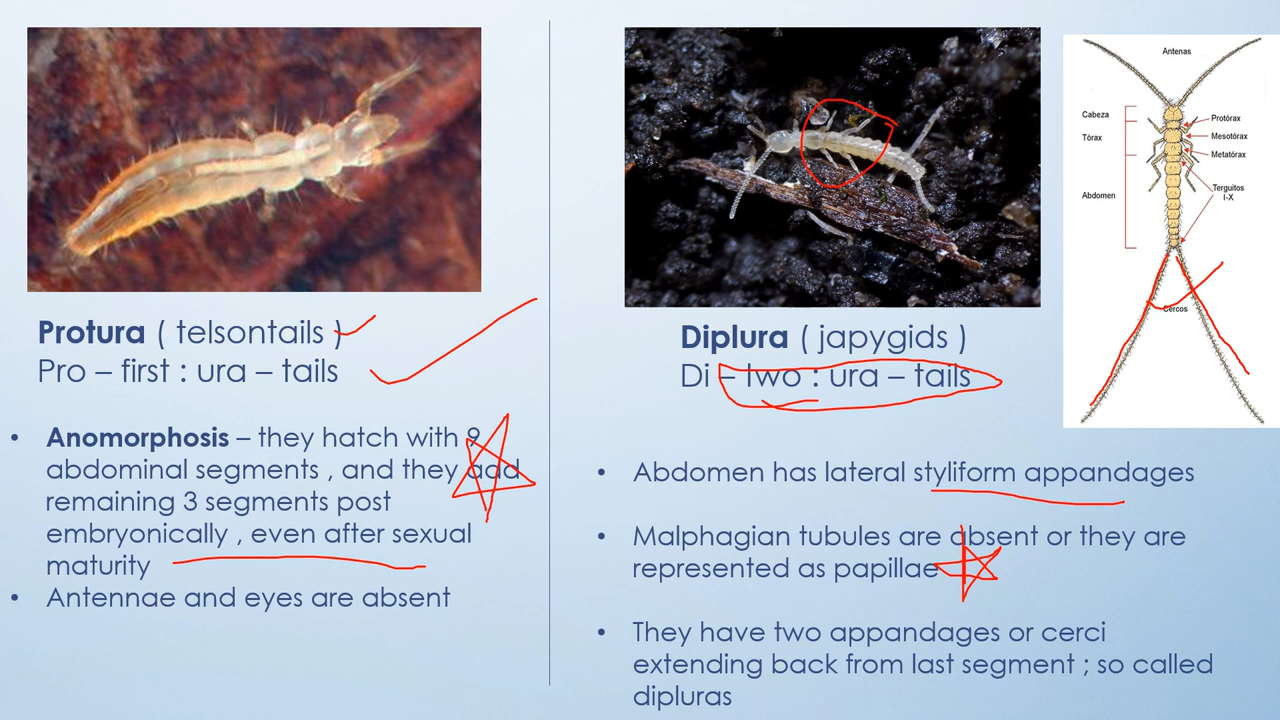 Protura ( telsontails )
Pro – first : ura – tails
• Anomorphosis – they hatch with 9
abdominal segments , and they add
remaining 3 segments post
embryonically , even after sexual
maturity
• Antennae and eyes are absent
Diplura ( japygids )
Di – two : ura – tails
• Abdomen has lateral styliform appandages
• Malphagian tubules are absent or they are
represented as papillae
• They have two appandages or cerci
extending back from last segment ; so called
dipluras
Antenas
Cabeza
Tórax
Abdomen
Protórax
Mesotórax
Metatórax
Terguitos
I-X
Cercos